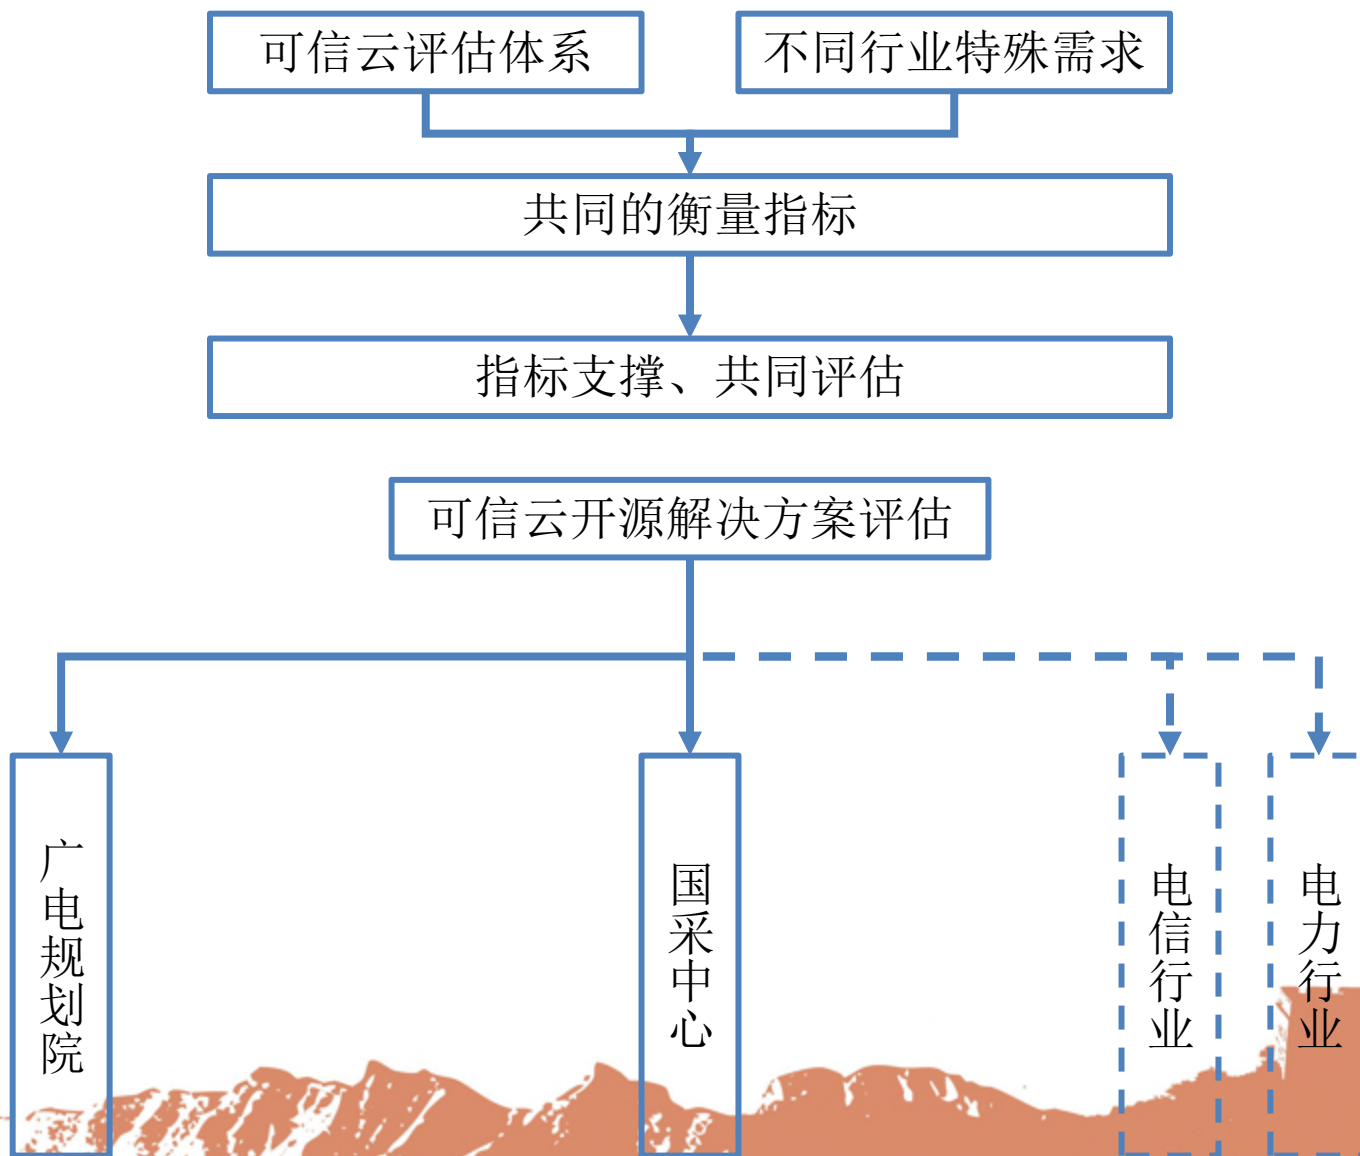 可信云评估体系
不同行业特殊需求
共同的衡量指标
指标支撑、共同评估
可信云开源解决方案评估
广电规划院
国采中心
电信行业
电力行业